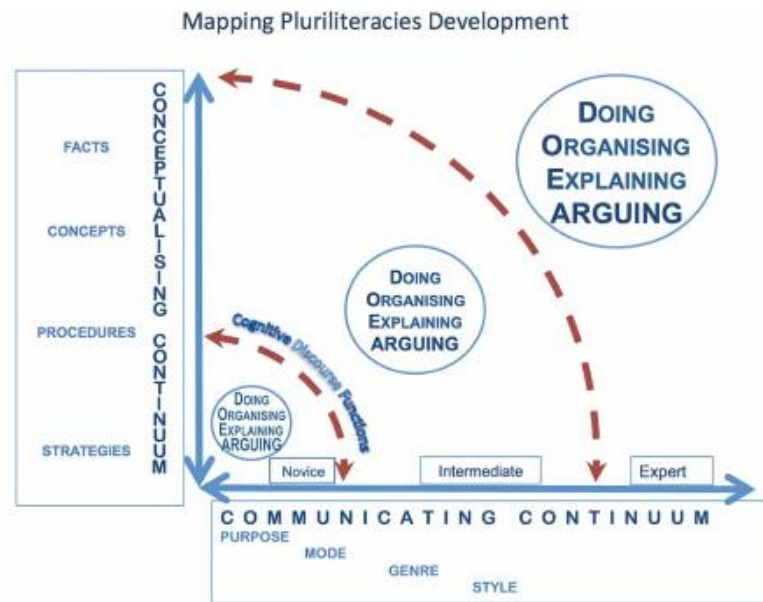 Mapping Pluriliteracies Development
CONCEPTUALISING CONTINUUM
FACTS
CONCEPTS
PROCEDURES
STRATEGIES
DOING
ORGANISING
EXPLAINING
ARGUING
DOING
ORGANISING
EXPLAINING
ARGUING
Cognitive Discourse Functions
DOING
ORGANISING
EXPLAINING
ARGUING
Novice
Intermediate
Expert
COMMUNICATING CONTINUUM
PURPOSE
MODE
GENRE
STYLE